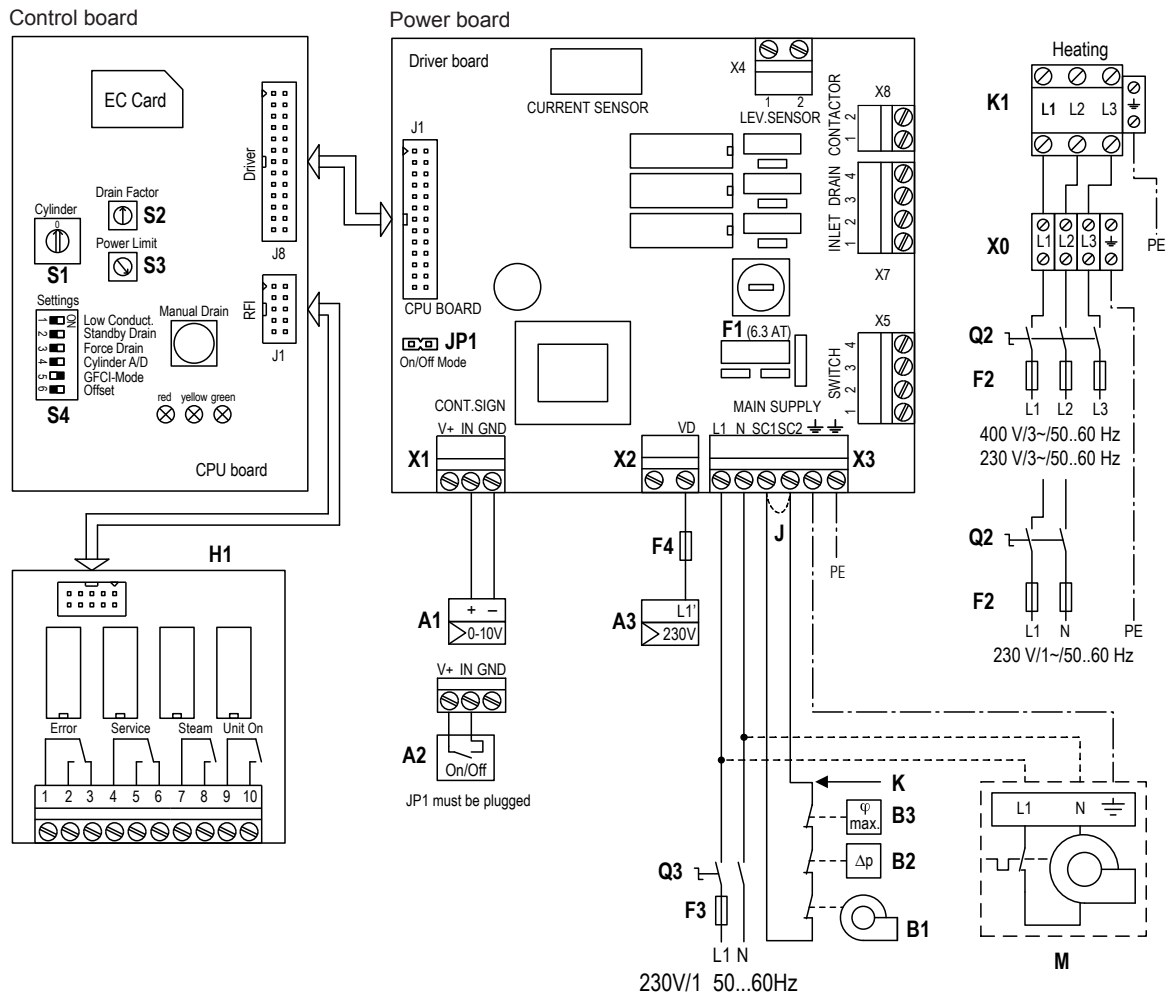 Control board
EC Card
Driver
J8
Drain Factor
S2
Cylinder
0
S1
Power Limit
S3
RFI
J1
Settings
ON
1 Low Conduct.
2 Standby Drain
3 Force Drain
4 Cylinder A/D
5 GFCI-Mode
6 Offset
S4
Manual Drain
red yellow green
CPU board
H1
Error Service Steam Unit On
1 2 3 4 5 6 7 8 9 10
Power board
Driver board
CURRENT SENSOR
X4
1 2
LEV.SENSOR
J1
CPU BOARD
JP1
On/Off Mode
X8
CONTACTOR
1 2
INLET DRAIN
1 2 3 4
X7
F1 (6.3 AT)
X5
SWITCH
1 2 3 4
CONT.SIGN
V+ IN GND
X1
VD
X2
MAIN SUPPLY
L1 N SC1 SC2
X3
F4
J
PE
A1
+ –
0-10V
A3
L1'
230V
V+ IN GND
A2
On/Off
JP1 must be plugged
K
φ
max.
B3
Δp
B2
B1
Q3
F3
L1 N
230V/1 50...60Hz
L1 N
M
Heating
K1
L1 L2 L3
PE
X0
L1 L2 L3
Q2
F2
L1 L2 L3
400 V/3~/50..60 Hz
230 V/3~/50..60 Hz
Q2
F2
L1 N PE
230 V/1~/50..60 Hz